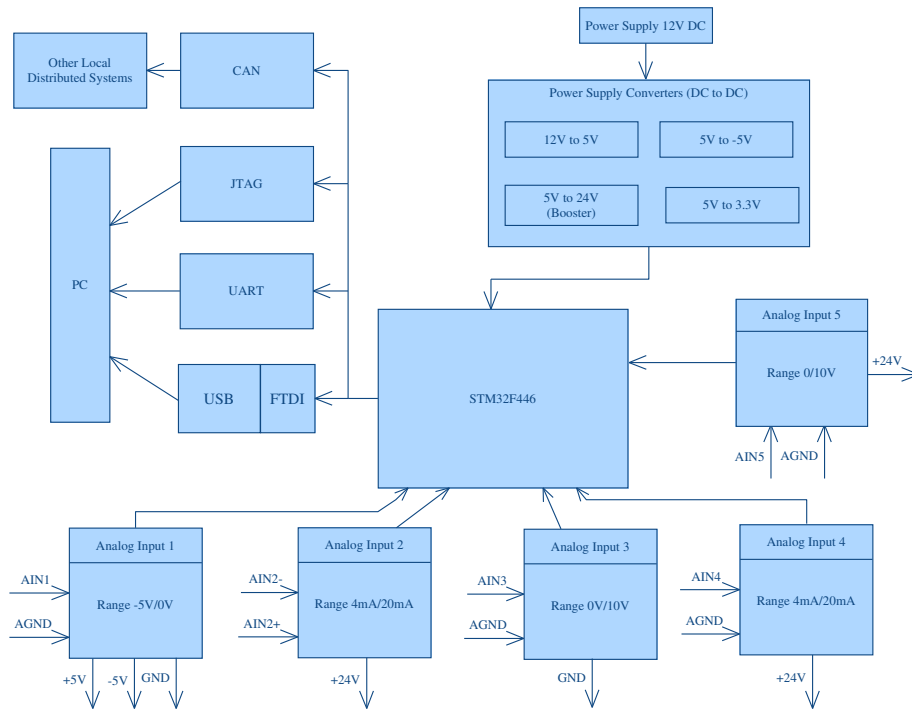 Power Supply 12V DC
Other Local
Distributed Systems
CAN
Power Supply Converters (DC to DC)
12V to 5V
5V to -5V
JTAG
5V to 24V
(Booster)
5V to 3.3V
PC
UART
Analog Input 5
+24V
Range 0/10V
USB
FTDI
STM32F446
AIN5
AGND
Analog Input 1
Analog Input 2
Analog Input 3
Analog Input 4
AIN1
AIN2-
AIN3
AIN4
Range -5V/0V
Range 4mA/20mA
Range 0V/10V
Range 4mA/20mA
AGND
AIN2+
AGND
AGND
+5V
-5V
GND
+24V
GND
+24V